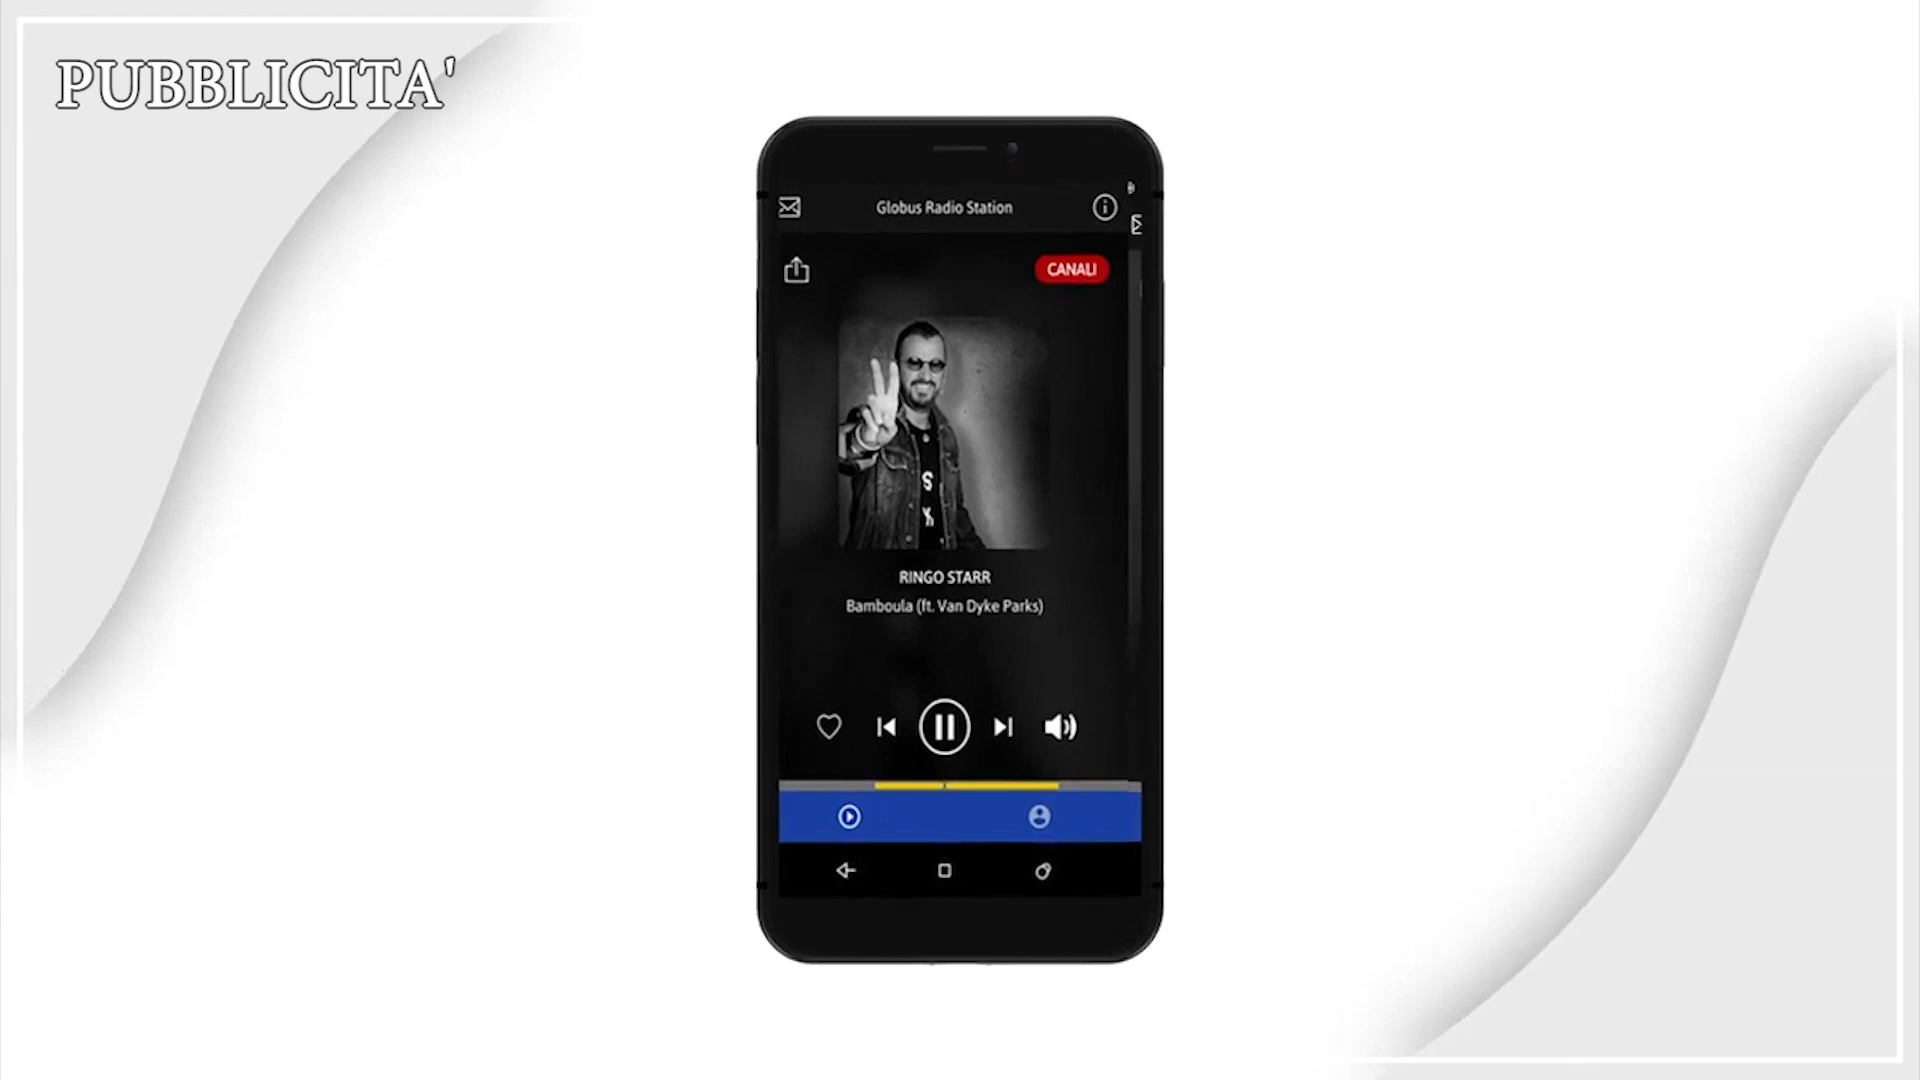 PUBBLICITA'
Globus Radio Station
CANALI
S
RINGO STARR
Bamboula (ft. Van Dyke Parks)